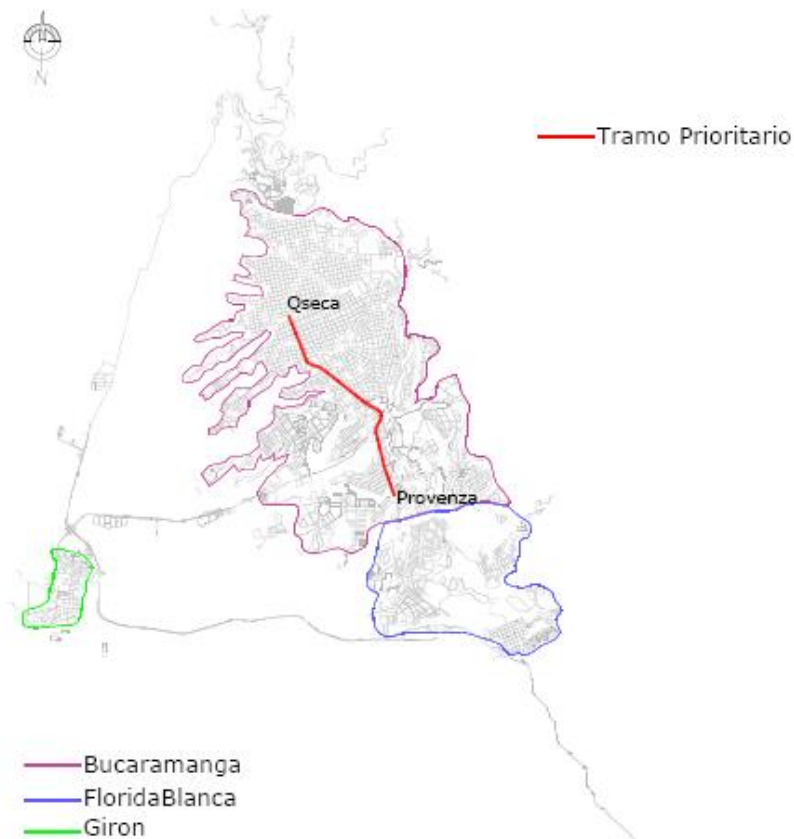 N
Tramo Prioritario
Qseca
Provenza
Bucaramanga
FloridaBlanca
Giron